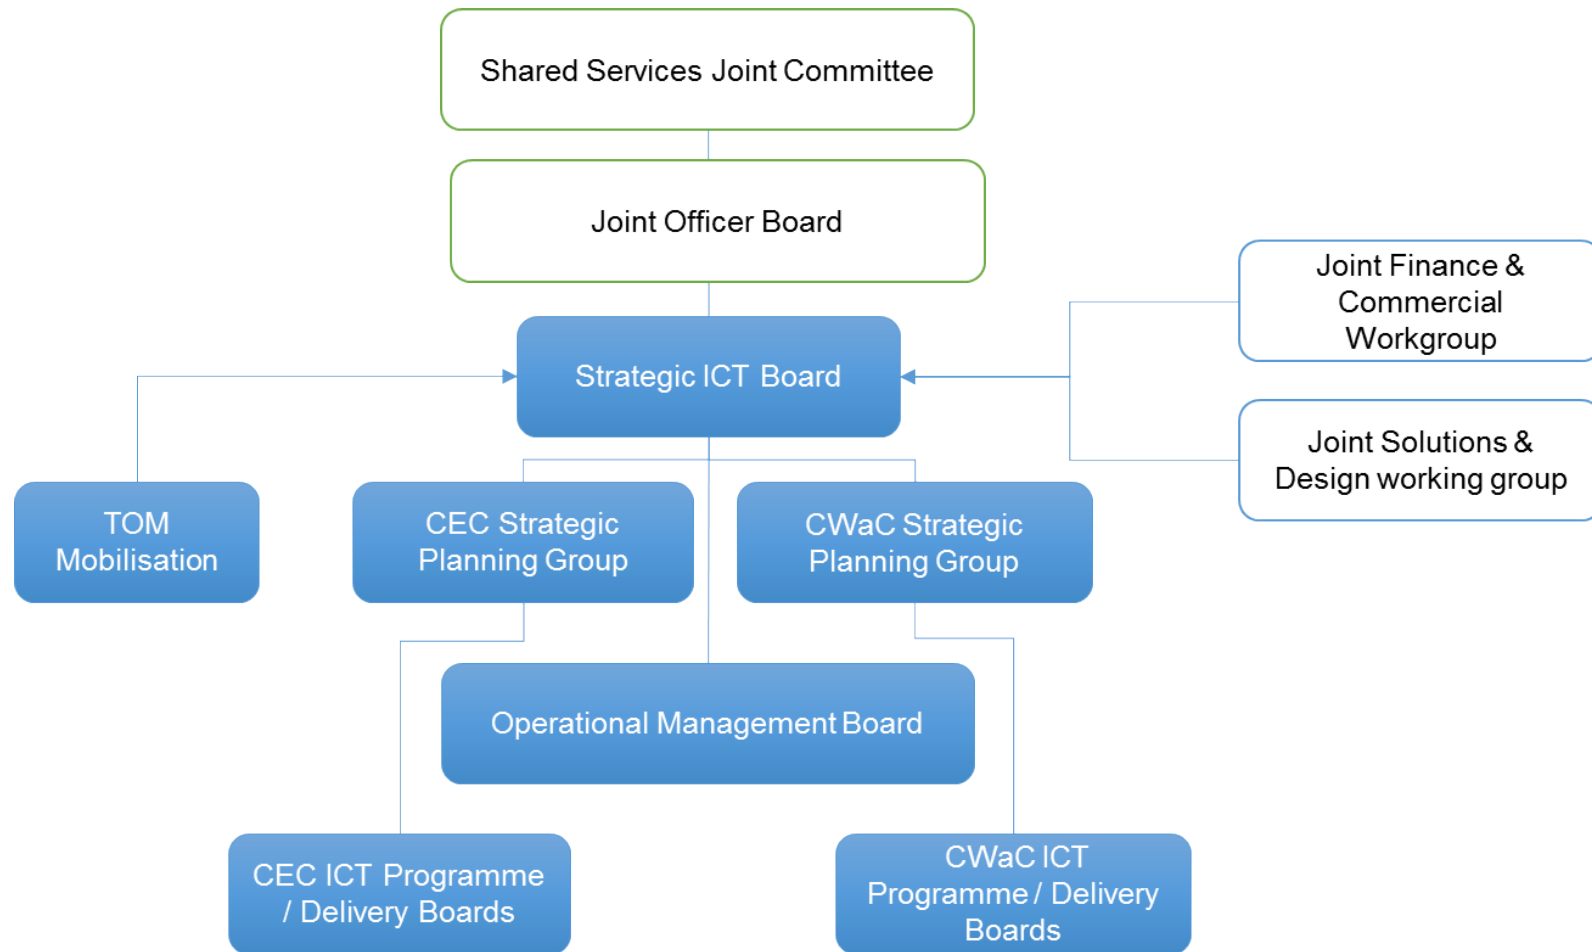 Shared Services Joint Committee
Joint Officer Board
Joint Finance &
Commercial
Workgroup
Strategic ICT Board
Joint Solutions &
Design working group
TOM
Mobilisation
CEC Strategic
Planning Group
CWaC Strategic
Planning Group
Operational Management Board
CEC ICT Programme
/ Delivery Boards
CWaC ICT
Programme / Delivery
Boards